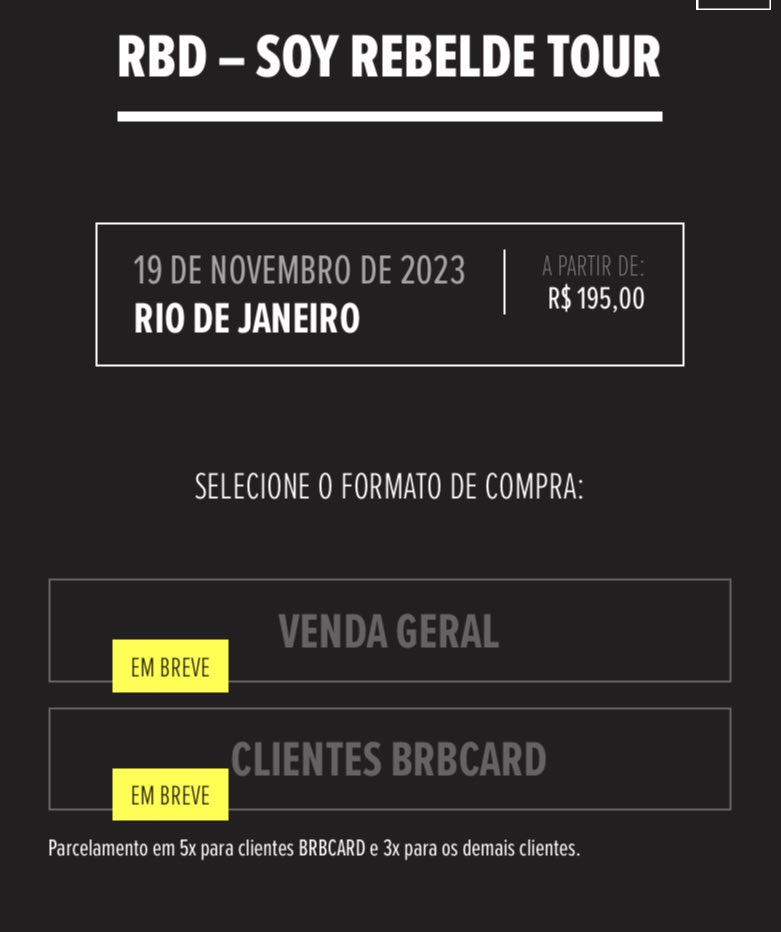 RBD – SOY REBELDE TOUR
19 DE NOVEMBRO DE 2023
RIO DE JANEIRO
A PARTIR DE:
R$ 195,00
SELECIONE O FORMATO DE COMPRA:
VENDA GERAL
EM BREVE
CLIENTES BRBCARD
EM BREVE
Parcelamento em 5x para clientes BRBCARD e 3x para os demais clientes.